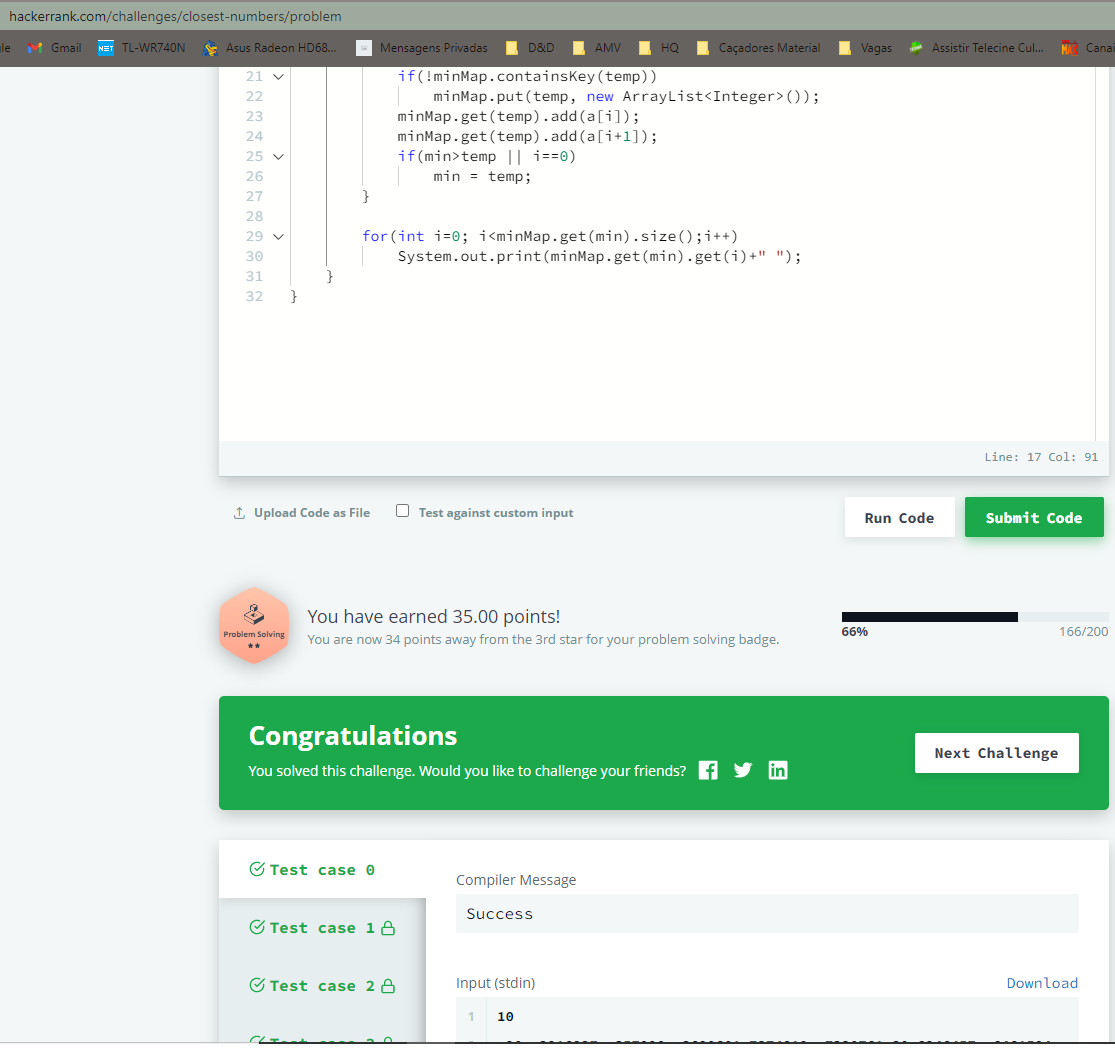 hackerrank.com/challenges/closest-numbers/problem
le Gmail NET TL-WR740N Asus Radeon HD68... Mensagens Privadas D&D AMV HQ Caçadores Material Vagas Assistir Telecine Cul... Canai
21 if(!minMap.containsKey(temp))
22 minMap.put(temp, new ArrayList<Integer>());
23 minMap.get(temp).add(a[i]);
24 minMap.get(temp).add(a[i+1]);
25 if(min>temp || i==0)
26 min = temp;
27 }
28
29 for(int i=0; i<minMap.get(min).size();i++)
30 System.out.print(minMap.get(min).get(i)+" ");
31 }
32 }
Line: 17 Col: 91
Upload Code as File Test against custom input Run Code Submit Code
Problem Solving
You have earned 35.00 points!
You are now 34 points away from the 3rd star for your problem solving badge.
66% 166/200
Congratulations
You solved this challenge. Would you like to challenge your friends?
Next Challenge
Test case 0
Test case 1
Test case 2
Compiler Message
Success
Input (stdin) Download
1 10